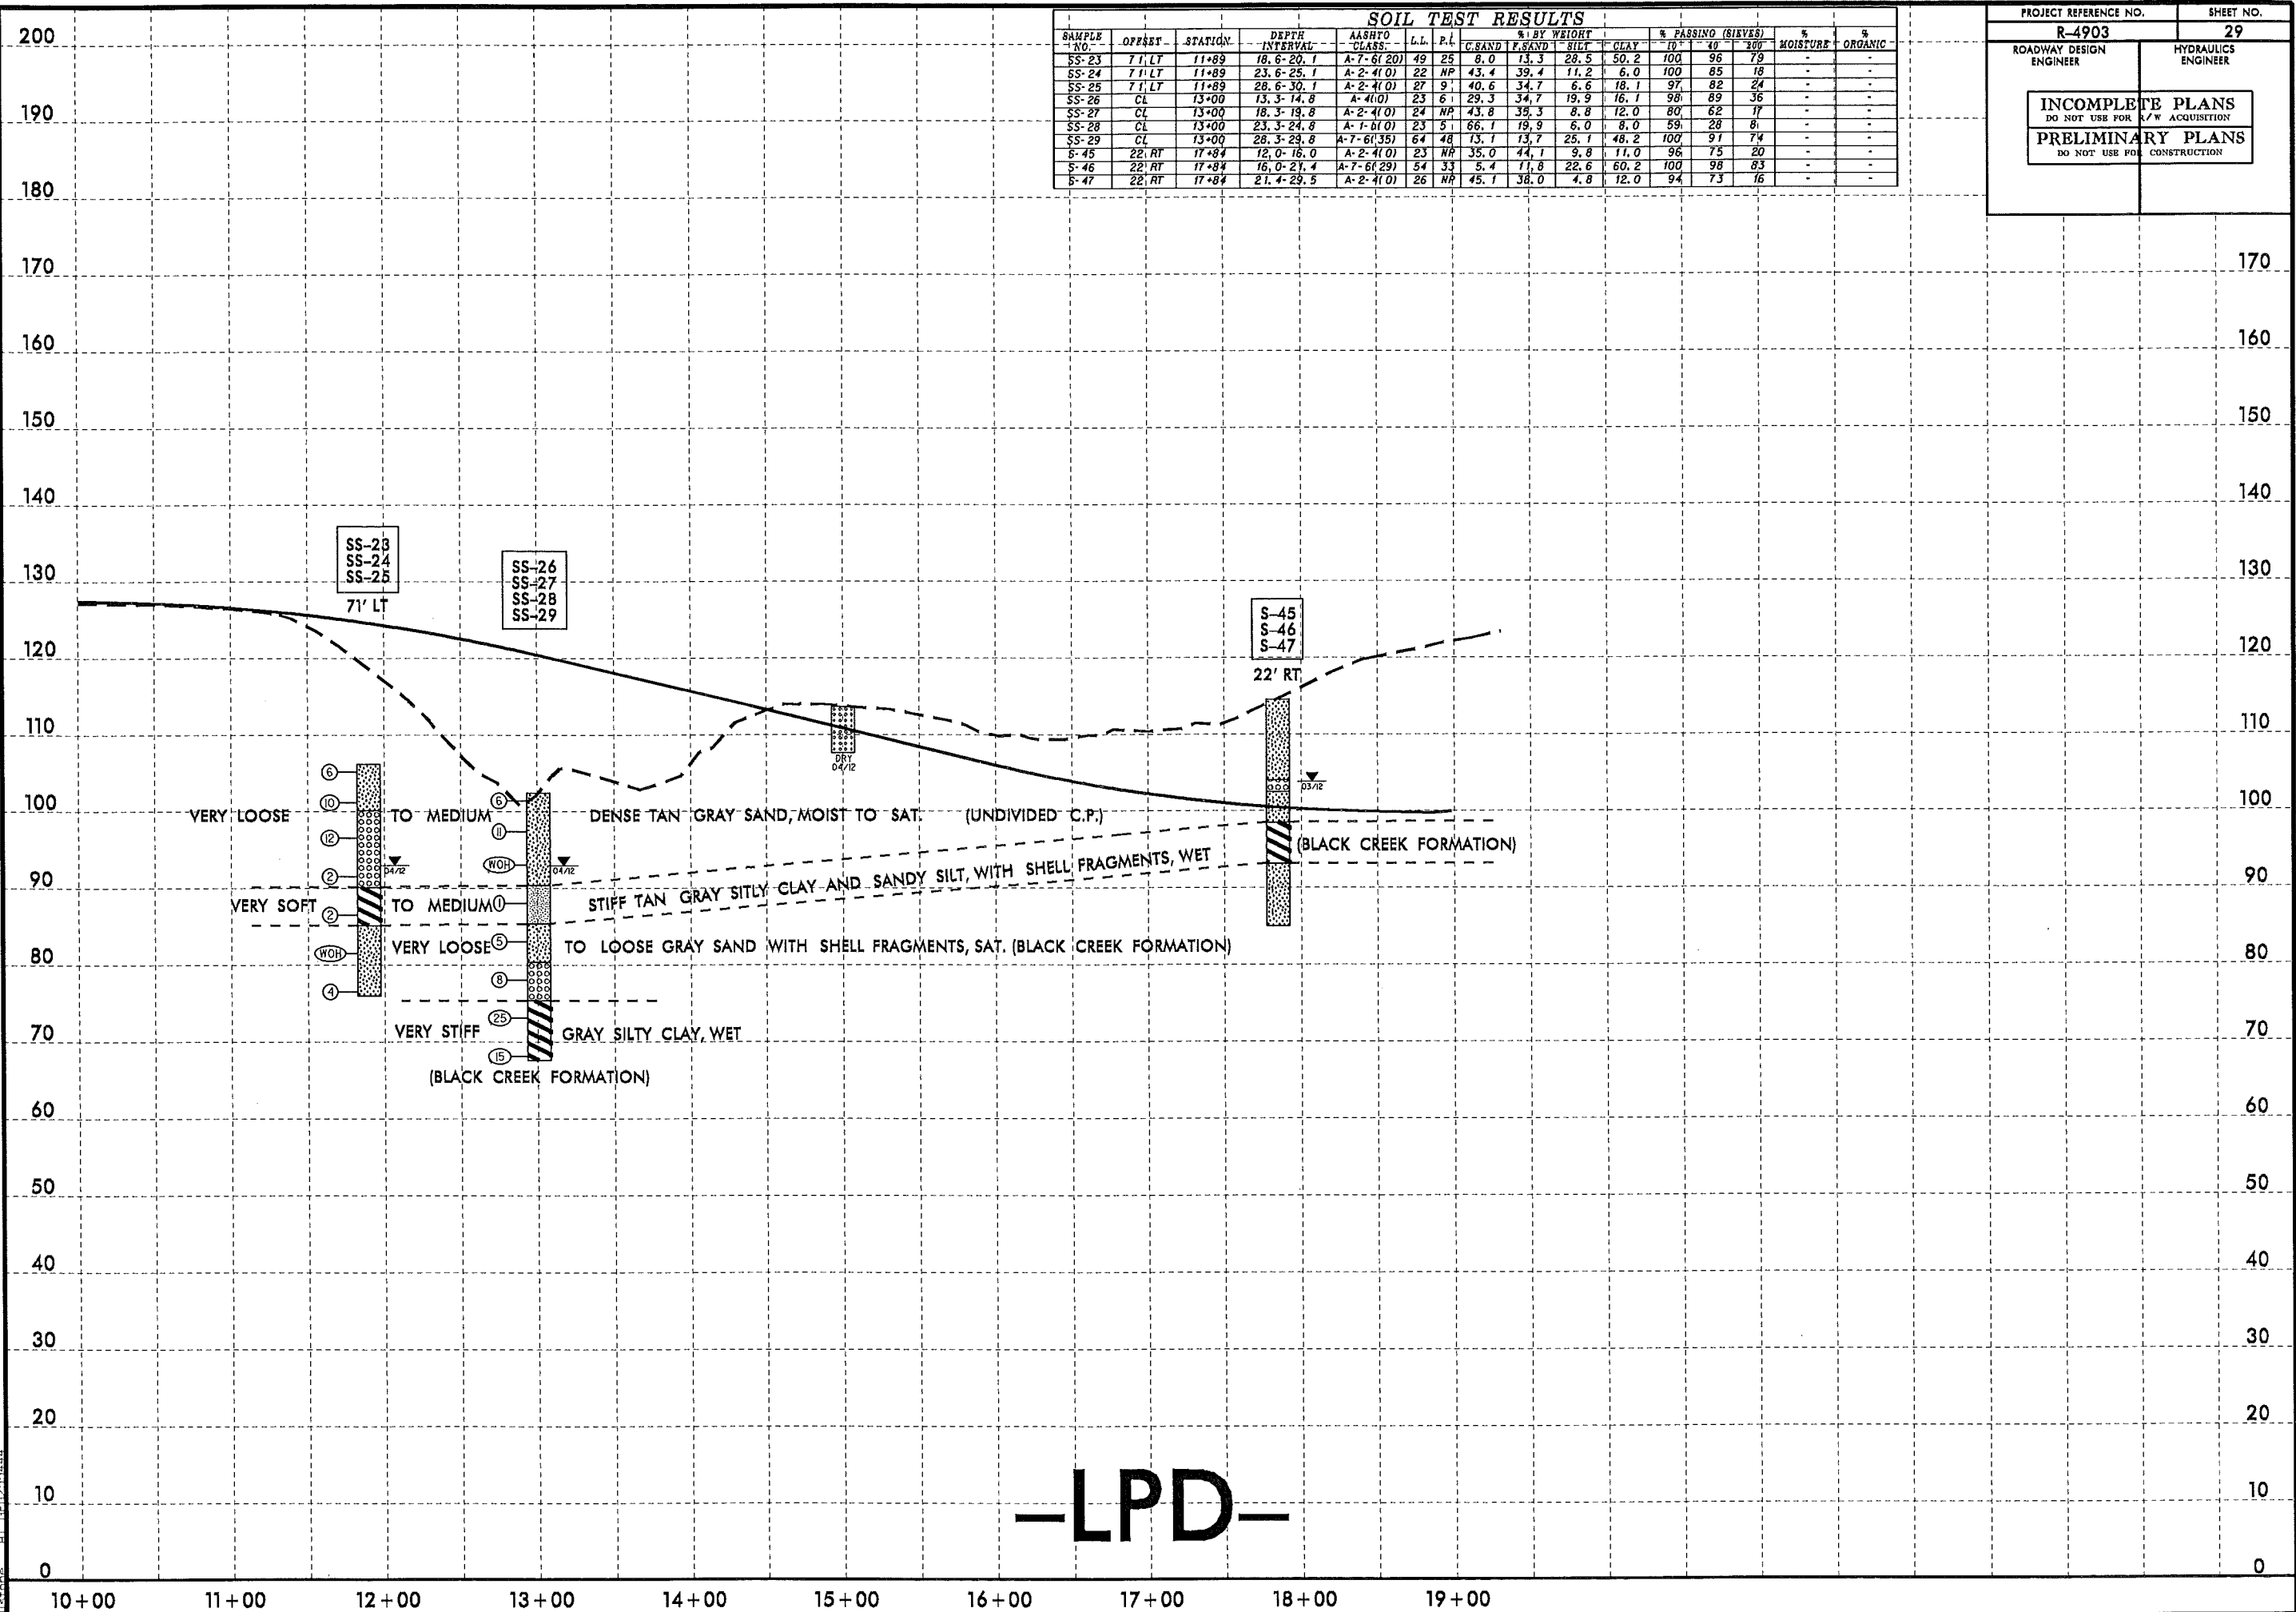 SOIL TEST RESULTS
SAMPLE NO. OFFSET STATION DEPTH INTERVAL AASHTO CLASS. L.L. P.I. % BY WEIGHT % PASSING (SIEVES) % MOISTURE % ORGANIC
C.SAND F.SAND SILT CLAY 10 40 200
SS-23 71' LT 11+89 18.6-20.1 A-7-6(20) 49 25 8.0 13.3 28.5 50.2 100 96 79 - -
SS-24 71' LT 11+89 23.6-25.1 A-2-4(0) 22 NP 43.4 39.4 11.2 6.0 100 85 18 - -
SS-25 71' LT 11+89 28.6-30.1 A-2-4(0) 27 9 40.6 34.7 6.6 18.1 97 82 24 - -
SS-26 CL 13+00 13.3-14.8 A-4(0) 23 6 29.3 34.7 19.9 16.1 98 89 36 - -
SS-27 CL 13+00 18.3-19.8 A-2-4(0) 24 NP 43.8 35.3 8.8 12.0 80 62 17 - -
SS-28 CL 13+00 23.3-24.8 A-1-b(0) 23 5 66.1 19.9 6.0 8.0 59 28 8 - -
SS-29 CL 13+00 28.3-29.8 A-7-6(35) 64 48 13.1 13.7 25.1 48.2 100 91 74 - -
S-45 22' RT 17+84 12.0-16.0 A-2-4(0) 23 NP 35.0 44.1 9.8 11.0 96 75 20 - -
S-46 22' RT 17+84 16.0-21.4 A-7-6(29) 54 33 5.4 11.8 22.6 60.2 100 98 83 - -
S-47 22' RT 17+84 21.4-29.5 A-2-4(0) 26 NP 45.1 38.0 4.8 12.0 94 73 16 - -
PROJECT REFERENCE NO. SHEET NO.
R-4903 29
ROADWAY DESIGN ENGINEER HYDRAULICS ENGINEER
INCOMPLETE PLANS
DO NOT USE FOR R/W ACQUISITION
PRELIMINARY PLANS
DO NOT USE FOR CONSTRUCTION
200
190
180
170 170
160 160
150 150
140 140
SS-23
SS-24
SS-25
71' LT
SS-26
SS-27
SS-28
SS-29
S-45
S-46
S-47
22' RT
130 130
120 120
110 110
DRY
04/12
03/12
6
10
12
2
2
WOH
4
6
11
WOH
1
5
8
25
15
04/12
04/12
100 100
VERY LOOSE TO MEDIUM DENSE TAN GRAY SAND, MOIST TO SAT. (UNDIVIDED C.P.)
(BLACK CREEK FORMATION)
90 90
VERY SOFT TO MEDIUM STIFF TAN GRAY SITLY CLAY AND SANDY SILT, WITH SHELL FRAGMENTS, WET
VERY LOOSE TO LOOSE GRAY SAND WITH SHELL FRAGMENTS, SAT. (BLACK CREEK FORMATION)
80 80
VERY STIFF GRAY SILTY CLAY, WET
70 70
(BLACK CREEK FORMATION)
60 60
50 50
40 40
30 30
20 20
10 10
-LPD-
0 0
10+00 11+00 12+00 13+00 14+00 15+00 16+00 17+00 18+00 19+00